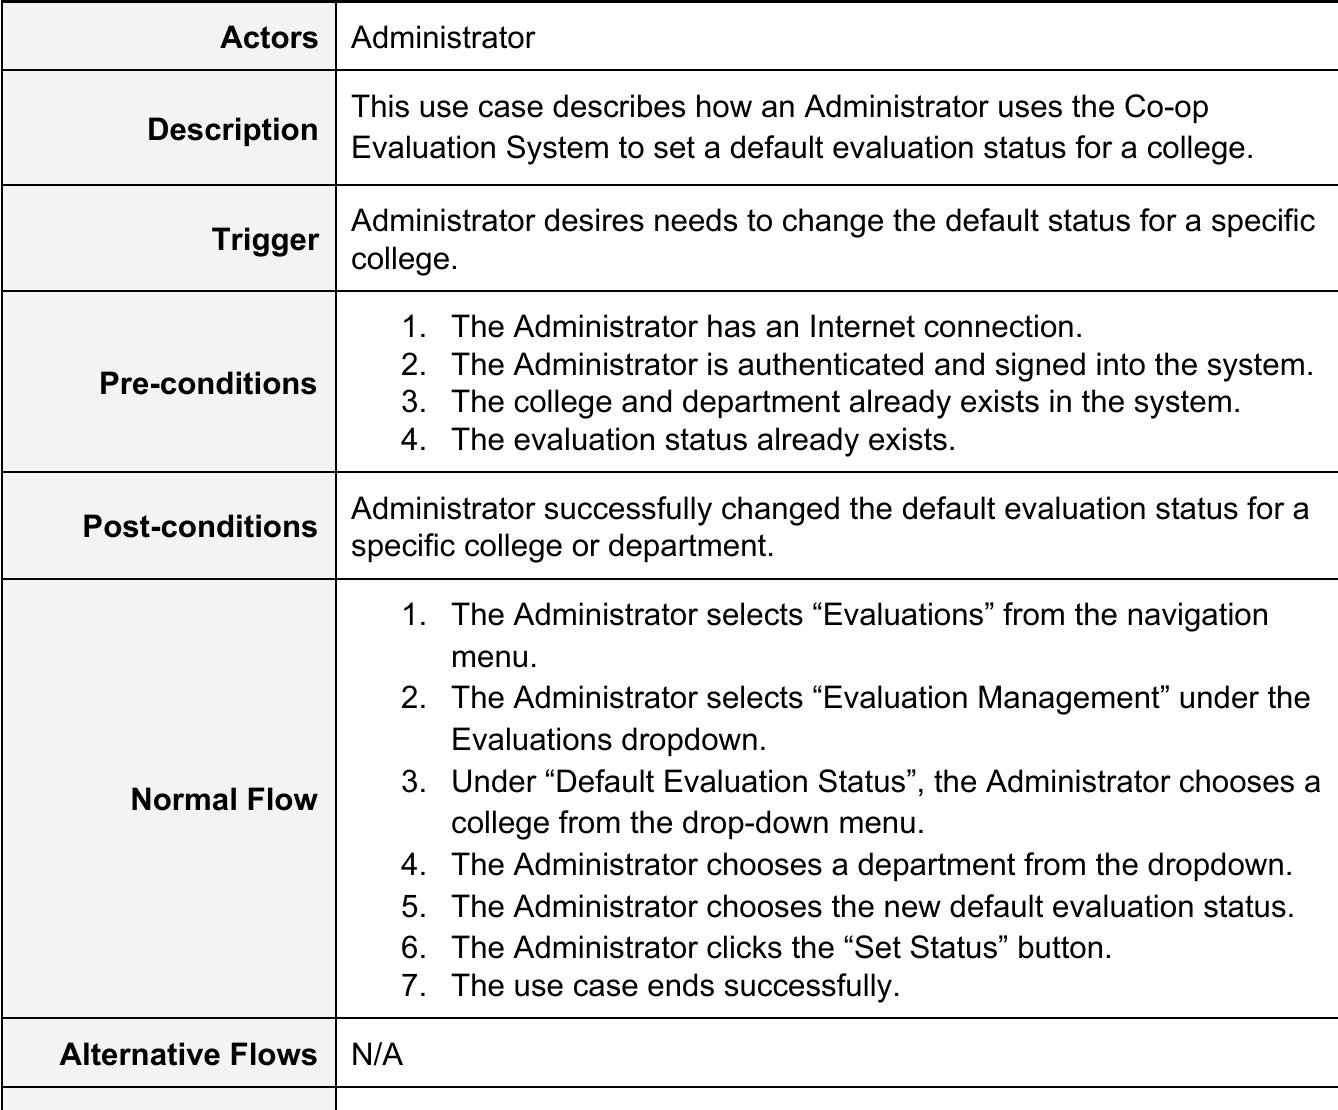 Actors
Administrator
Description
This use case describes how an Administrator uses the Co-op
Evaluation System to set a default evaluation status for a college.
Trigger
Administrator desires needs to change the default status for a specific
college.
Pre-conditions
1. The Administrator has an Internet connection.
2. The Administrator is authenticated and signed into the system.
3. The college and department already exists in the system.
4. The evaluation status already exists.
Post-conditions
Administrator successfully changed the default evaluation status for a
specific college or department.
Normal Flow
1. The Administrator selects “Evaluations” from the navigation
menu.
2. The Administrator selects “Evaluation Management” under the
Evaluations dropdown.
3. Under “Default Evaluation Status”, the Administrator chooses a
college from the drop-down menu.
4. The Administrator chooses a department from the dropdown.
5. The Administrator chooses the new default evaluation status.
6. The Administrator clicks the “Set Status” button.
7. The use case ends successfully.
Alternative Flows
N/A